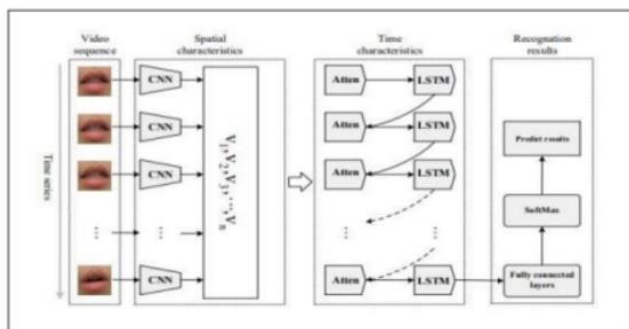 Video
sequence
Spatial
characteristics
Time
characteristics
Recognation
results
Time series
CNN
CNN
CNN
...
CNN
...
V1,V2,V3,...,Vn
Atten
LSTM
Atten
LSTM
Atten
LSTM
...
...
Atten
LSTM
Predict results
SoftMax
Fully connected
layers